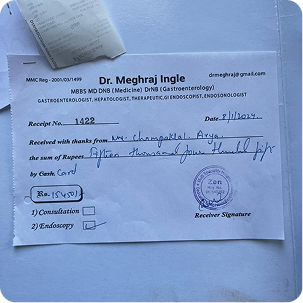 MMC Reg - 2001/03/1499
drmeghraj@gmail.com
Dr. Meghraj Ingle
MBBS MD DNB (Medicine) DrNB (Gastroenterology)
GASTROENTEROLOGIST, HEPATOLOGIST, THERAPEUTIC, GI ENDOSCOPIST, ENDOSONOLOGIST
Receipt No. 1422 Date 8/1/2024
Received with thanks from Mr. Champaklal Arya
the sum of Rupees Fifteen thousand four Hundred fift
by Cash, Card
Rs. 15450/-
1) Consultation
2) Endoscopy
Zen
Receiver Signature